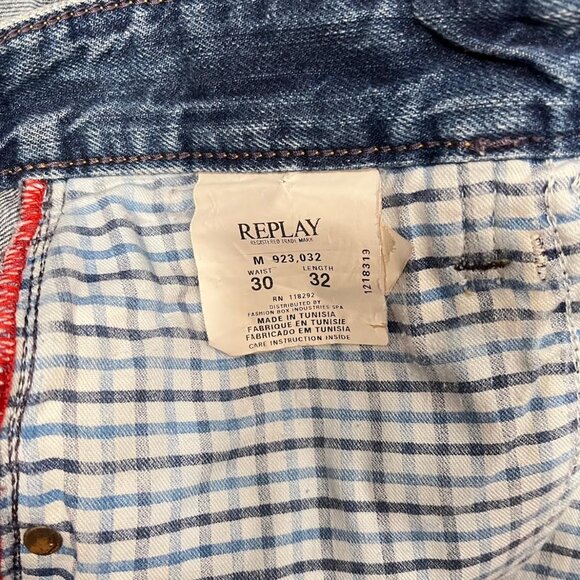 REPLAY
REGISTERED TRADE MARK
M 923,032
WAIST LENGTH
30 32
RN 118292
DISTRIBUTED BY
FASHION BOX INDUSTRIES SPA
MADE IN TUNISIA
FABRIQUE EN TUNISIE
FABRICADO EM TUNISIA
CARE INSTRUCTION INSIDE
1218319